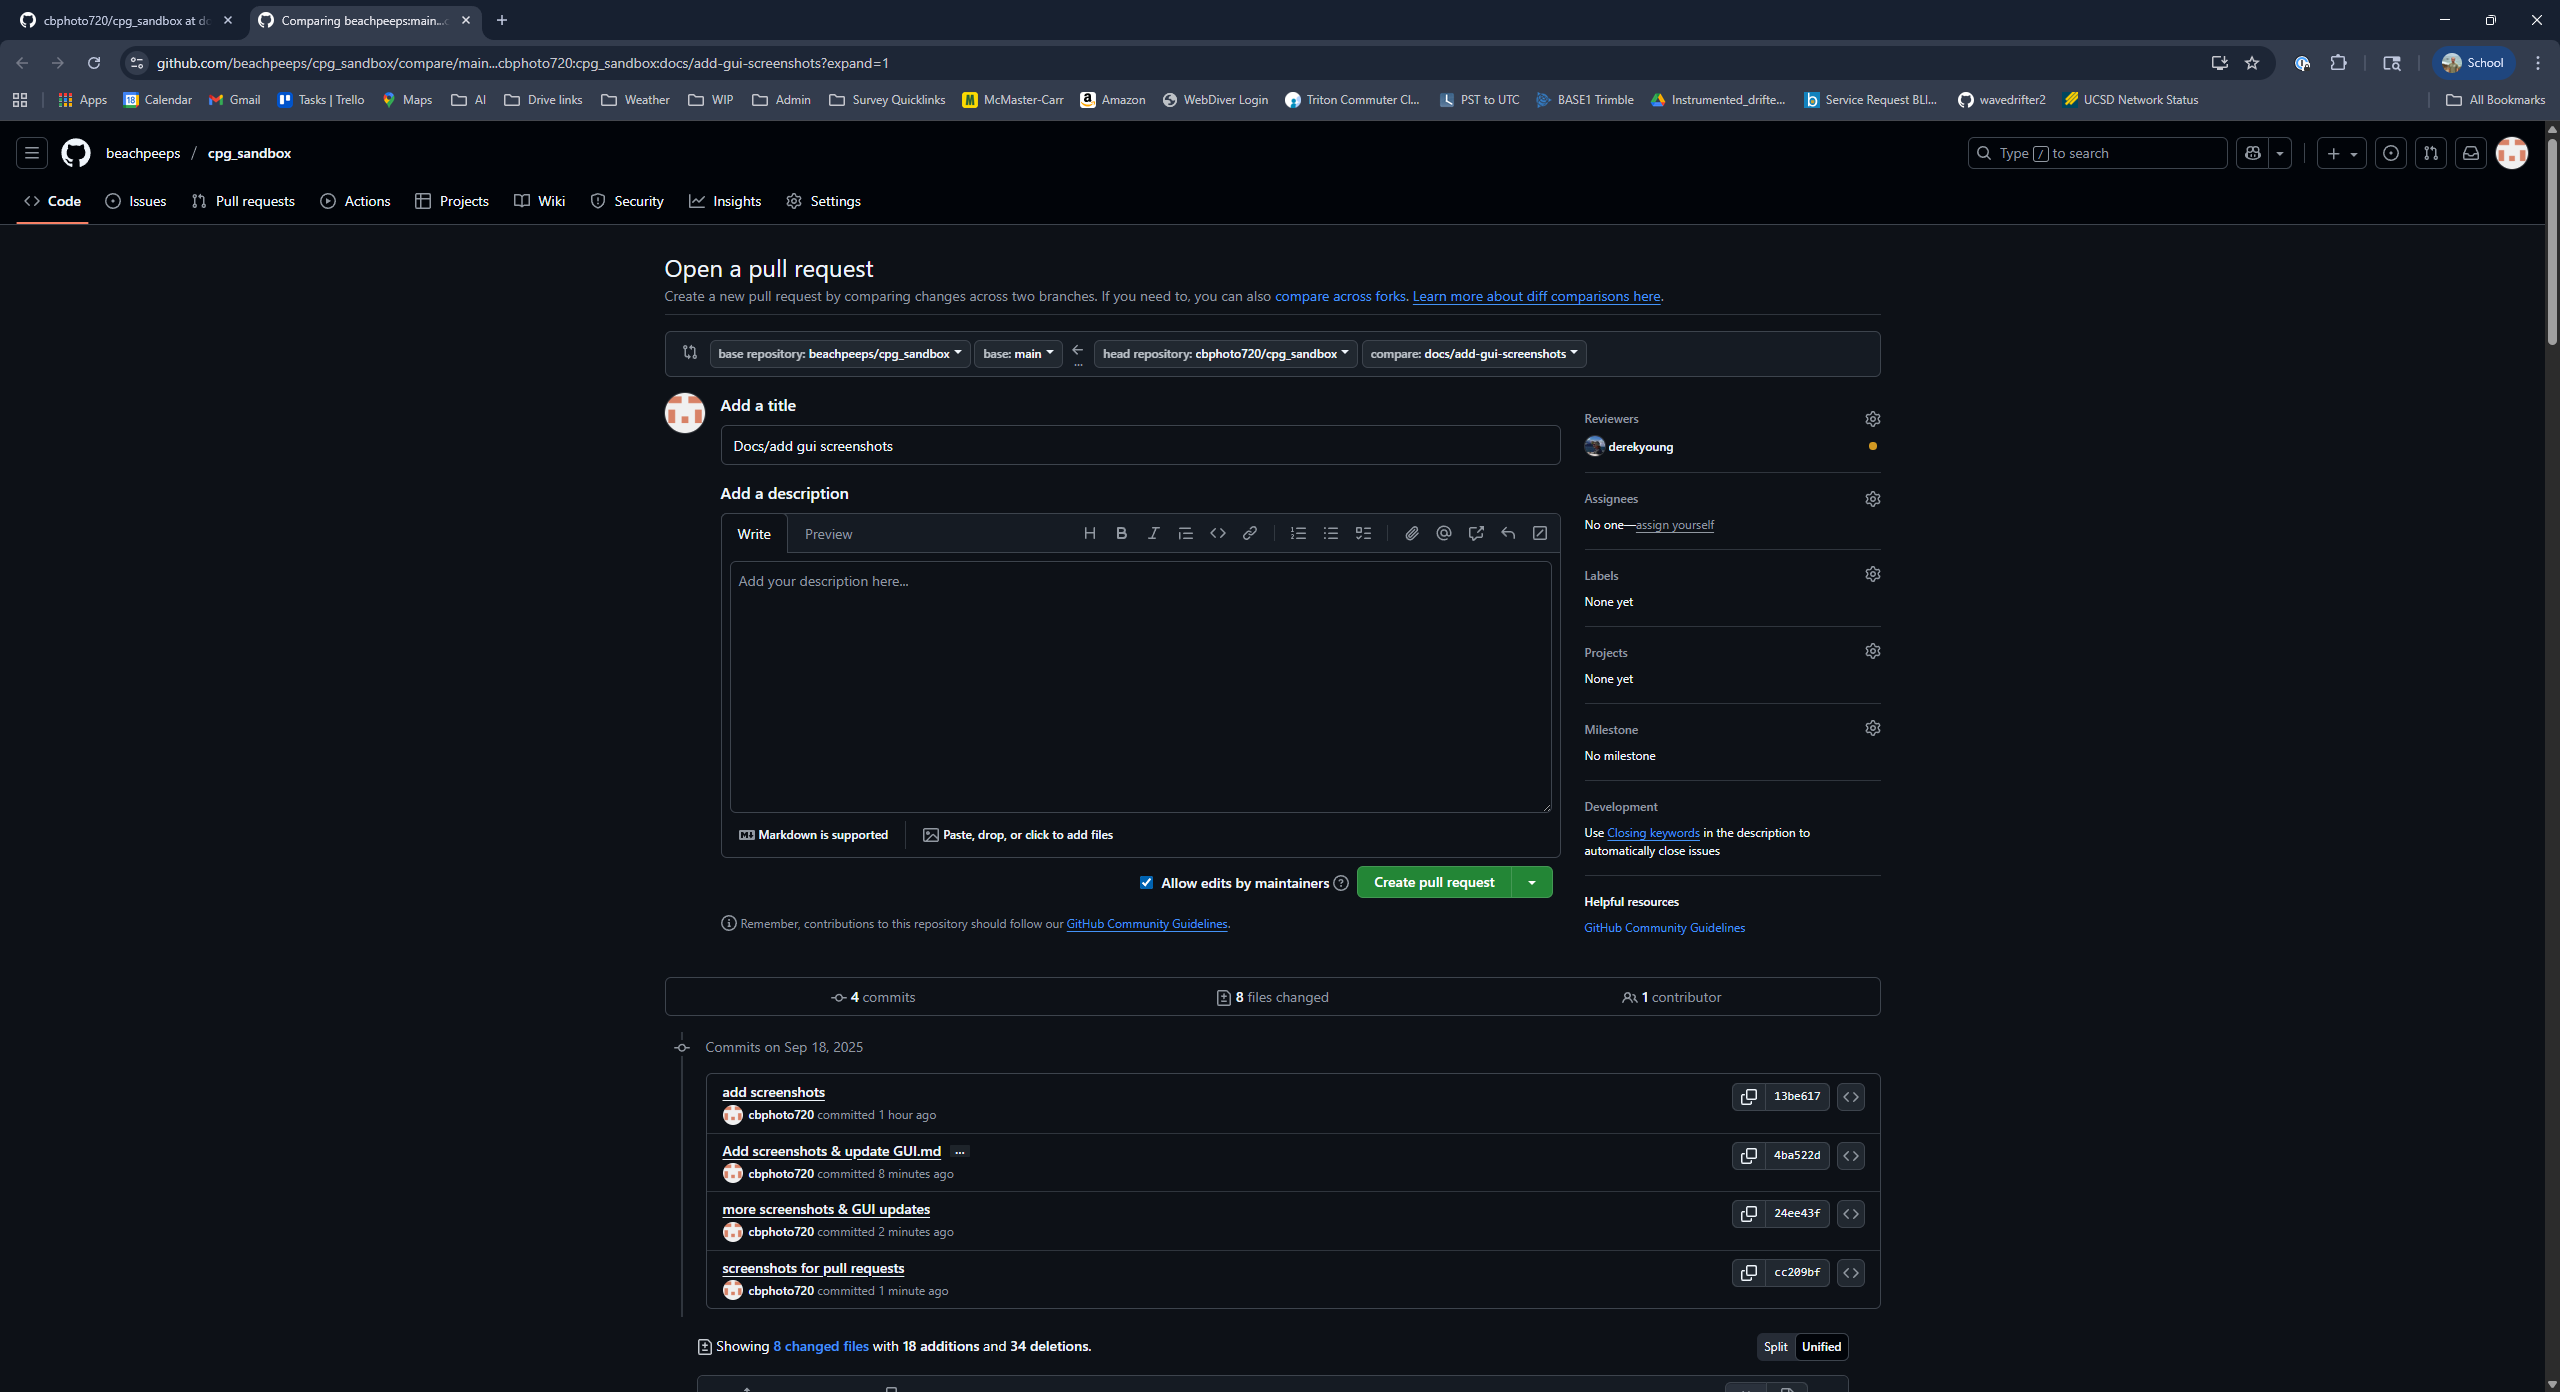 cbphoto720/cpg_sandbox at do
Comparing beachpeeps:main...c
github.com/beachpeeps/cpg_sandbox/compare/main...cbphoto720:cpg_sandbox:docs/add-gui-screenshots?expand=1
School
Apps
Calendar
Gmail
Tasks | Trello
Maps
AI
Drive links
Weather
WIP
Admin
Survey Quicklinks
McMaster-Carr
Amazon
WebDiver Login
Triton Commuter Cl...
PST to UTC
BASE1 Trimble
Instrumented_drifte...
Service Request BLI...
wavedrifter2
UCSD Network Status
All Bookmarks
beachpeeps / cpg_sandbox
Type / to search
Code
Issues
Pull requests
Actions
Projects
Wiki
Security
Insights
Settings
Open a pull request
Create a new pull request by comparing changes across two branches. If you need to, you can also compare across forks. Learn more about diff comparisons here.
base repository: beachpeeps/cpg_sandbox
base: main
...
head repository: cbphoto720/cpg_sandbox
compare: docs/add-gui-screenshots
Add a title
Docs/add gui screenshots
Add a description
Write
Preview
Add your description here...
Markdown is supported
Paste, drop, or click to add files
Allow edits by maintainers
Create pull request
Remember, contributions to this repository should follow our GitHub Community Guidelines.
Reviewers
derekyoung
Assignees
No one—assign yourself
Labels
None yet
Projects
None yet
Milestone
No milestone
Development
Use Closing keywords in the description to
automatically close issues
Helpful resources
GitHub Community Guidelines
4 commits
8 files changed
1 contributor
Commits on Sep 18, 2025
add screenshots
cbphoto720 committed 1 hour ago
13be617
Add screenshots & update GUI.md ...
cbphoto720 committed 8 minutes ago
4ba522d
more screenshots & GUI updates
cbphoto720 committed 2 minutes ago
24ee43f
screenshots for pull requests
cbphoto720 committed 1 minute ago
cc209bf
Showing 8 changed files with 18 additions and 34 deletions.
Split
Unified